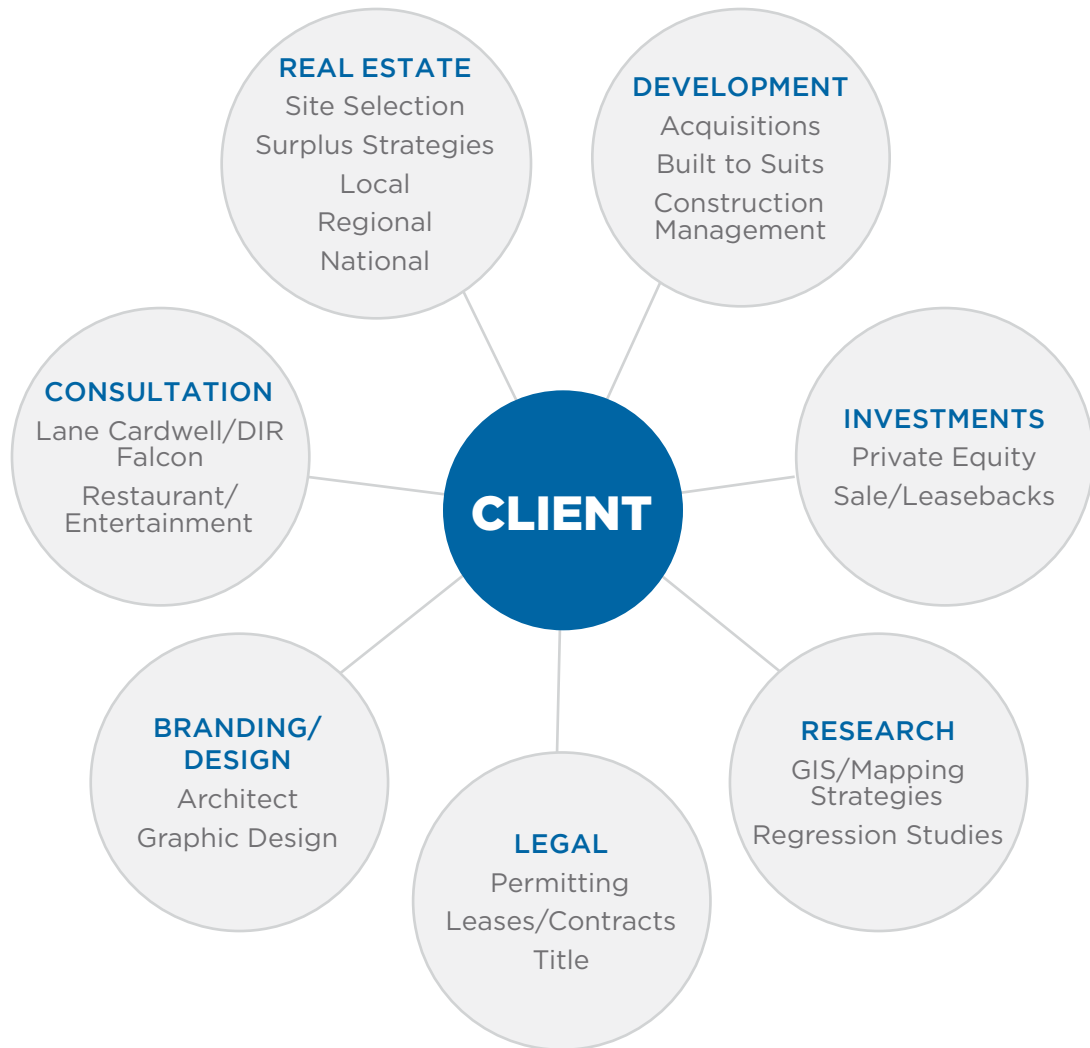 REAL ESTATE
Site Selection
Surplus Strategies
Local
Regional
National
DEVELOPMENT
Acquisitions
Built to Suits
Construction
Management
CONSULTATION
Lane Cardwell/DIR
Falcon
Restaurant/
Entertainment
CLIENT
INVESTMENTS
Private Equity
Sale/Leasebacks
BRANDING/
DESIGN
Architect
Graphic Design
LEGAL
Permitting
Leases/Contracts
Title
RESEARCH
GIS/Mapping
Strategies
Regression Studies